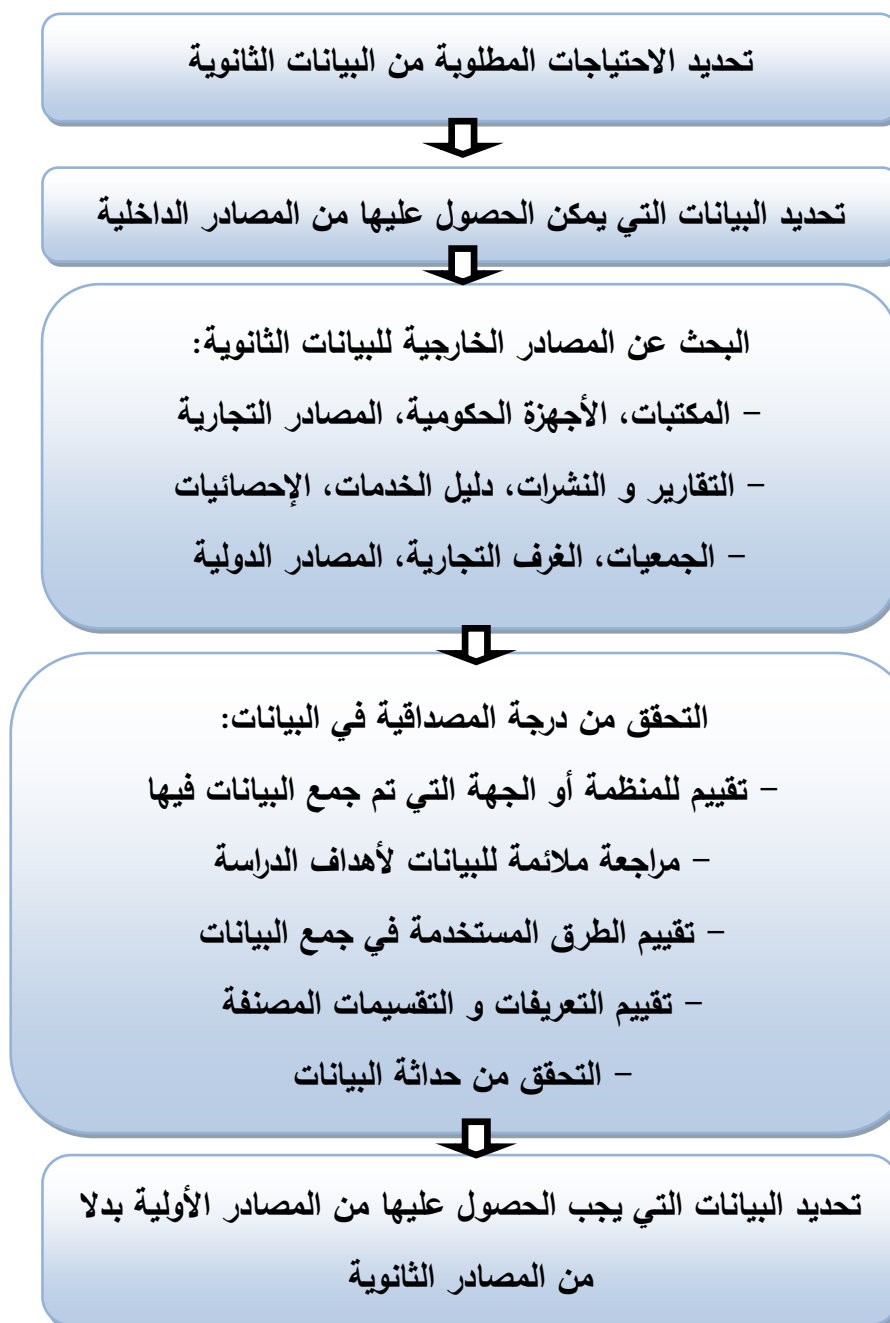 تحديد الاحتياجات المطلوبة من البيانات الثانوية
تحديد البيانات التي يمكن الحصول عليها من المصادر الداخلية
البحث عن المصادر الخارجية للبيانات الثانوية:
– المكتبات، الأجهزة الحكومية، المصادر التجارية
– التقارير و النشرات، دليل الخدمات، الإحصائيات
– الجمعيات، الغرف التجارية، المصادر الدولية
التحقق من درجة المصداقية في البيانات:
– تقييم للمنظمة أو الجهة التي تم جمع البيانات فيها
– مراجعة ملائمة للبيانات لأهداف الدراسة
– تقييم الطرق المستخدمة في جمع البيانات
– تقييم التعريفات و التقسيمات المصنفة
– التحقق من حداثة البيانات
تحديد البيانات التي يجب الحصول عليها من المصادر الأولية بدلا
من المصادر الثانوية